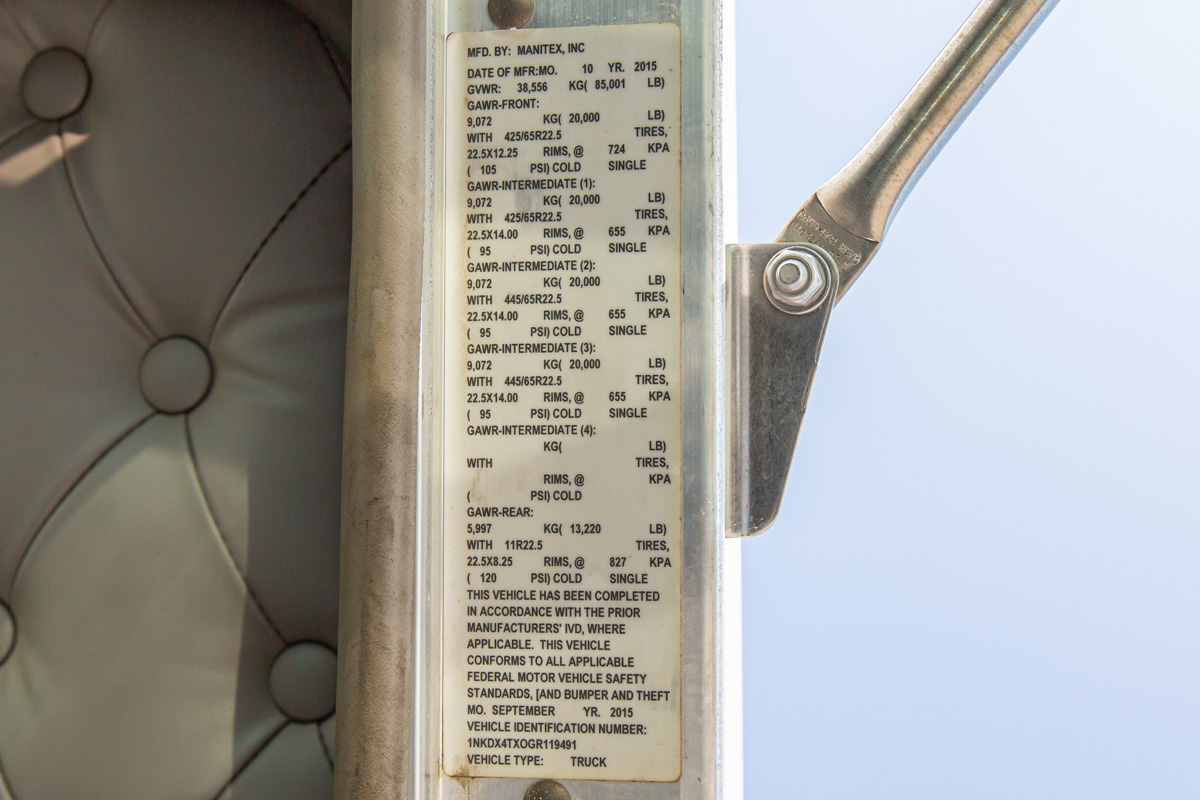 MFD. BY: MANITEX, INC
DATE OF MFR:MO. 10 YR. 2015
GVWR: 38,556 KG( 85,001 LB)
GAWR-FRONT:
9,072 KG( 20,000 LB)
WITH 425/65R22.5 TIRES,
22.5X12.25 RIMS, @ 724 KPA
( 105 PSI) COLD SINGLE
GAWR-INTERMEDIATE (1):
9,072 KG( 20,000 LB)
WITH 425/65R22.5 TIRES,
22.5X14.00 RIMS, @ 655 KPA
( 95 PSI) COLD SINGLE
GAWR-INTERMEDIATE (2):
9,072 KG( 20,000 LB)
WITH 445/65R22.5 TIRES,
22.5X14.00 RIMS, @ 655 KPA
( 95 PSI) COLD SINGLE
GAWR-INTERMEDIATE (3):
9,072 KG( 20,000 LB)
WITH 445/65R22.5 TIRES,
22.5X14.00 RIMS, @ 655 KPA
( 95 PSI) COLD SINGLE
GAWR-INTERMEDIATE (4):
KG( LB)
WITH TIRES,
RIMS, @ KPA
( PSI) COLD
GAWR-REAR:
5,997 KG( 13,220 LB)
WITH 11R22.5 TIRES,
22.5X8.25 RIMS, @ 827 KPA
( 120 PSI) COLD SINGLE
THIS VEHICLE HAS BEEN COMPLETED
IN ACCORDANCE WITH THE PRIOR
MANUFACTURERS' IVD, WHERE
APPLICABLE. THIS VEHICLE
CONFORMS TO ALL APPLICABLE
FEDERAL MOTOR VEHICLE SAFETY
STANDARDS, [AND BUMPER AND THEFT
MO. SEPTEMBER YR. 2015
VEHICLE IDENTIFICATION NUMBER:
1NKDX4TXOGR119491
VEHICLE TYPE: TRUCK